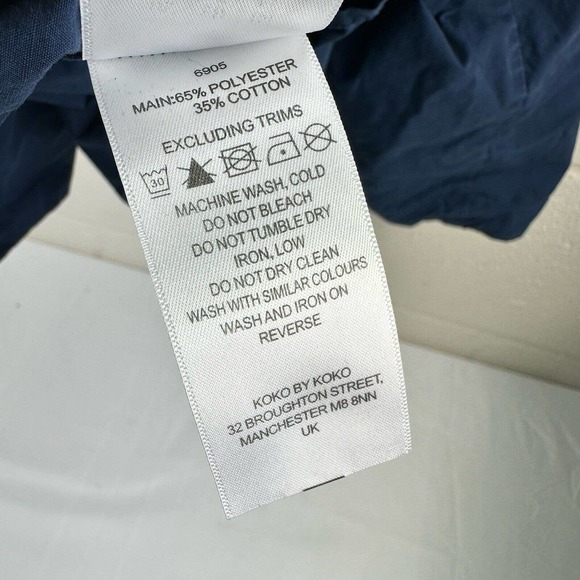 6905
MAIN:65% POLYESTER
35% COTTON
EXCLUDING TRIMS
30
MACHINE WASH, COLD
DO NOT BLEACH
DO NOT TUMBLE DRY
IRON, LOW
DO NOT DRY CLEAN
WASH WITH SIMILAR COLOURS
WASH AND IRON ON
REVERSE
KOKO BY KOKO
32 BROUGHTON STREET,
MANCHESTER M8 8NN
UK